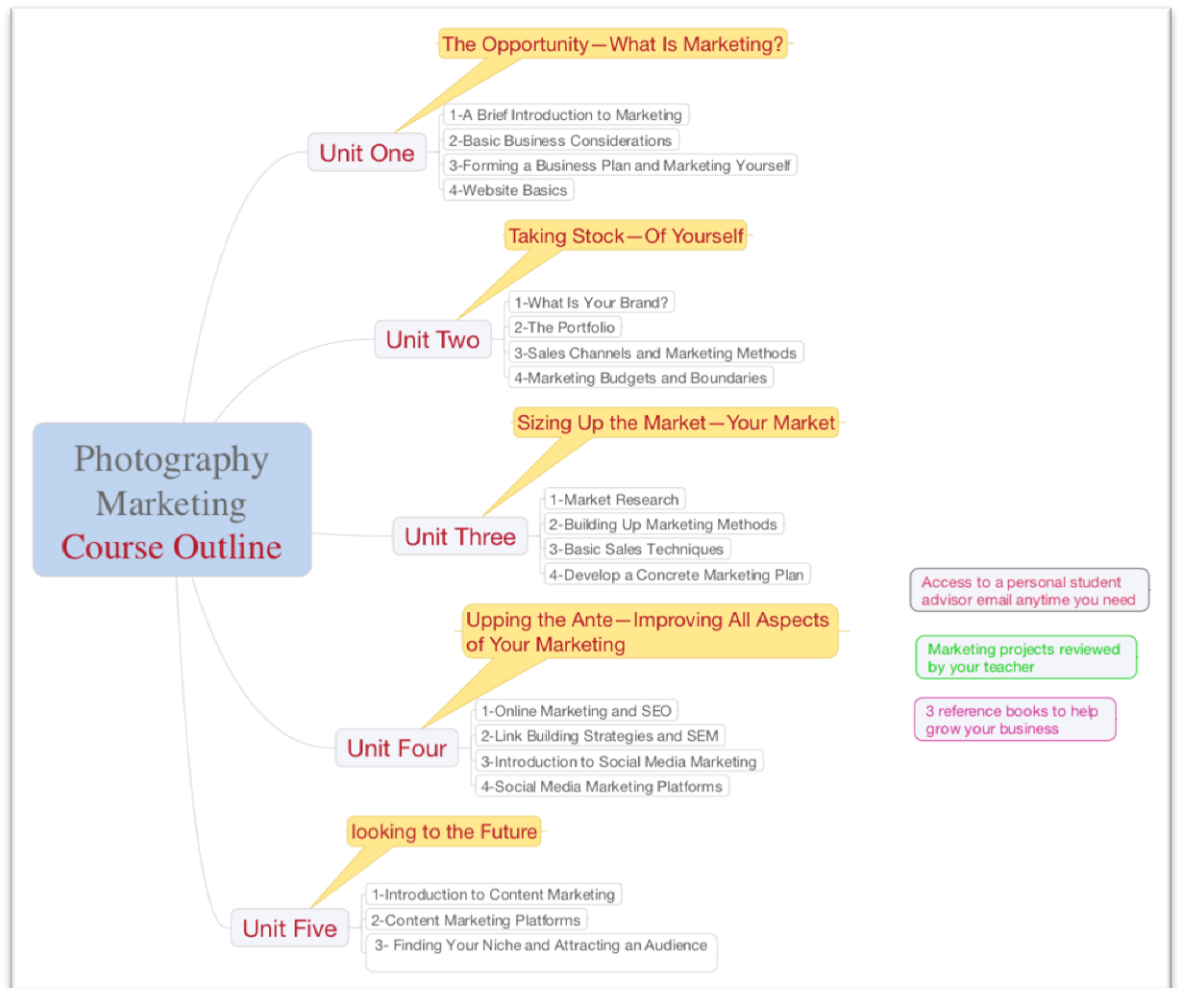 Photography
Marketing
Course Outline
The Opportunity—What Is Marketing?
Unit One
1-A Brief Introduction to Marketing
2-Basic Business Considerations
3-Forming a Business Plan and Marketing Yourself
4-Website Basics
Taking Stock—Of Yourself
Unit Two
1-What Is Your Brand?
2-The Portfolio
3-Sales Channels and Marketing Methods
4-Marketing Budgets and Boundaries
Sizing Up the Market—Your Market
Unit Three
1-Market Research
2-Building Up Marketing Methods
3-Basic Sales Techniques
4-Develop a Concrete Marketing Plan
Upping the Ante—Improving All Aspects
of Your Marketing
Unit Four
1-Online Marketing and SEO
2-Link Building Strategies and SEM
3-Introduction to Social Media Marketing
4-Social Media Marketing Platforms
looking to the Future
Unit Five
1-Introduction to Content Marketing
2-Content Marketing Platforms
3- Finding Your Niche and Attracting an Audience
Access to a personal student
advisor email anytime you need
Marketing projects reviewed
by your teacher
3 reference books to help
grow your business